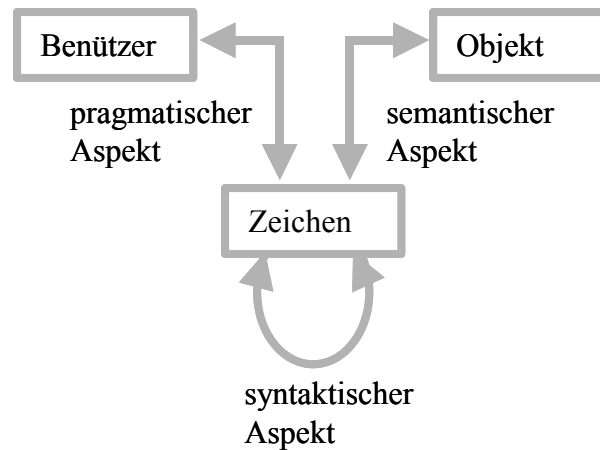 Benützer
Objekt
pragmatischer
Aspekt
semantischer
Aspekt
Zeichen
syntaktischer
Aspekt